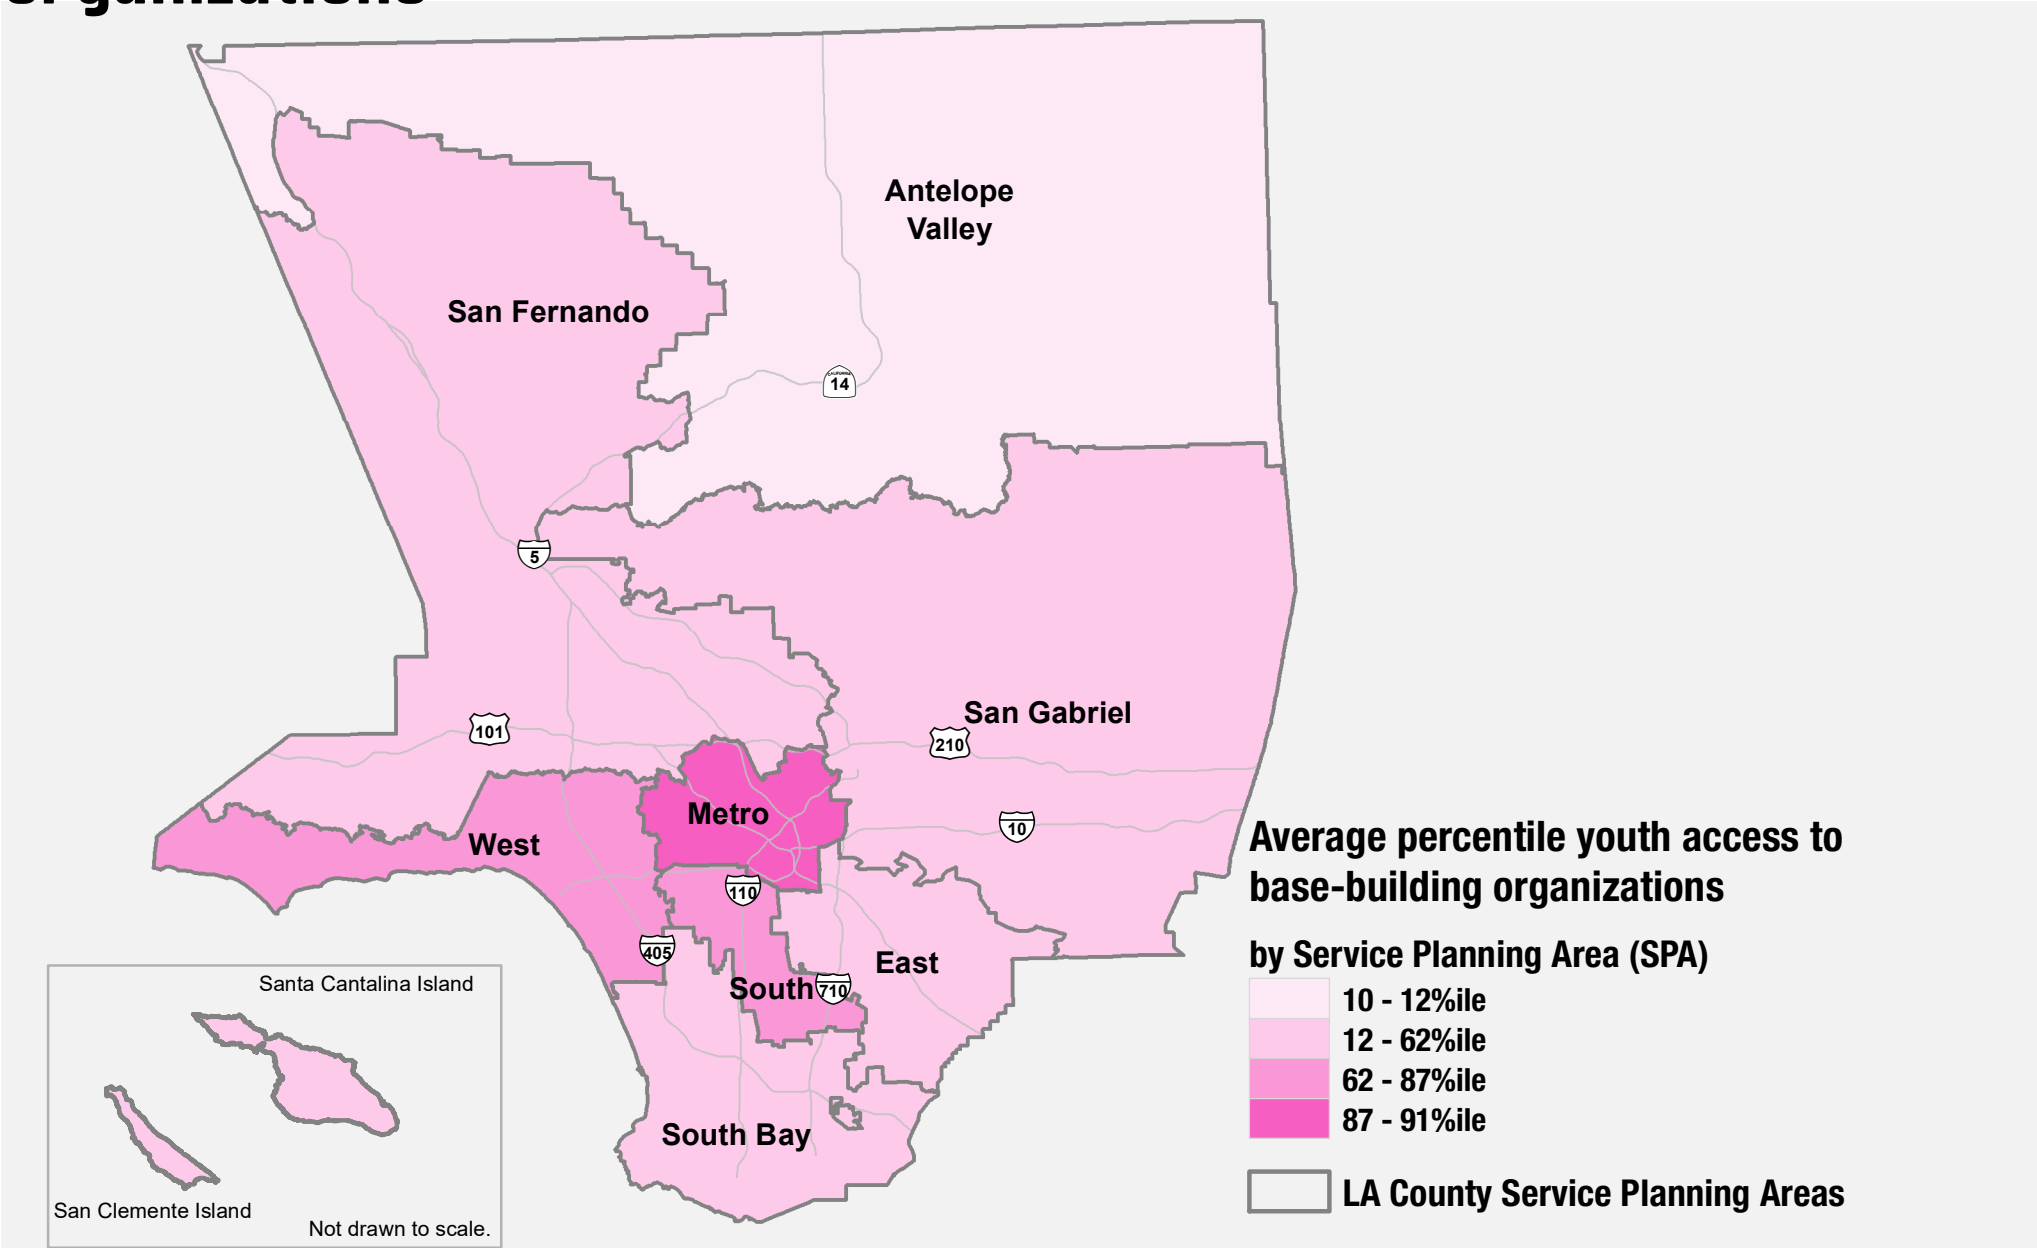 organizations
Antelope
Valley
San Fernando
CALIFORNIA
14
5
San Gabriel
101
210
Metro
10
West
110
405
East
South
710
South Bay
Santa Cantalina Island
San Clemente Island
Not drawn to scale.
Average percentile youth access to
base-building organizations
by Service Planning Area (SPA)
10 - 12%ile
12 - 62%ile
62 - 87%ile
87 - 91%ile
LA County Service Planning Areas